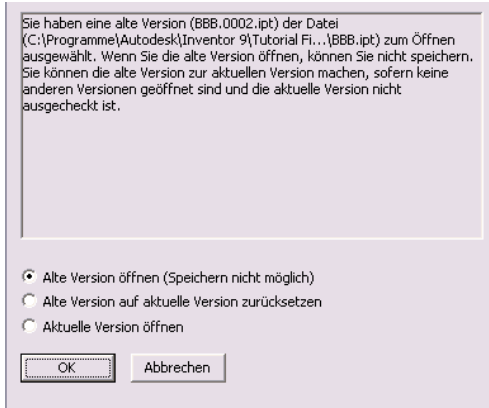 Sie haben eine alte Version (BBB.0002.ipt) der Datei
(C:\Programme\Autodesk\Inventor 9\Tutorial Fi...\BBB.ipt) zum Öffnen
ausgewählt. Wenn Sie die alte Version öffnen, können Sie nicht speichern.
Sie können die alte Version zur aktuellen Version machen, sofern keine
anderen Versionen geöffnet sind und die aktuelle Version nicht
ausgecheckt ist.
Alte Version öffnen (Speichern nicht möglich)
Alte Version auf aktuelle Version zurücksetzen
Aktuelle Version öffnen
OK Abbrechen